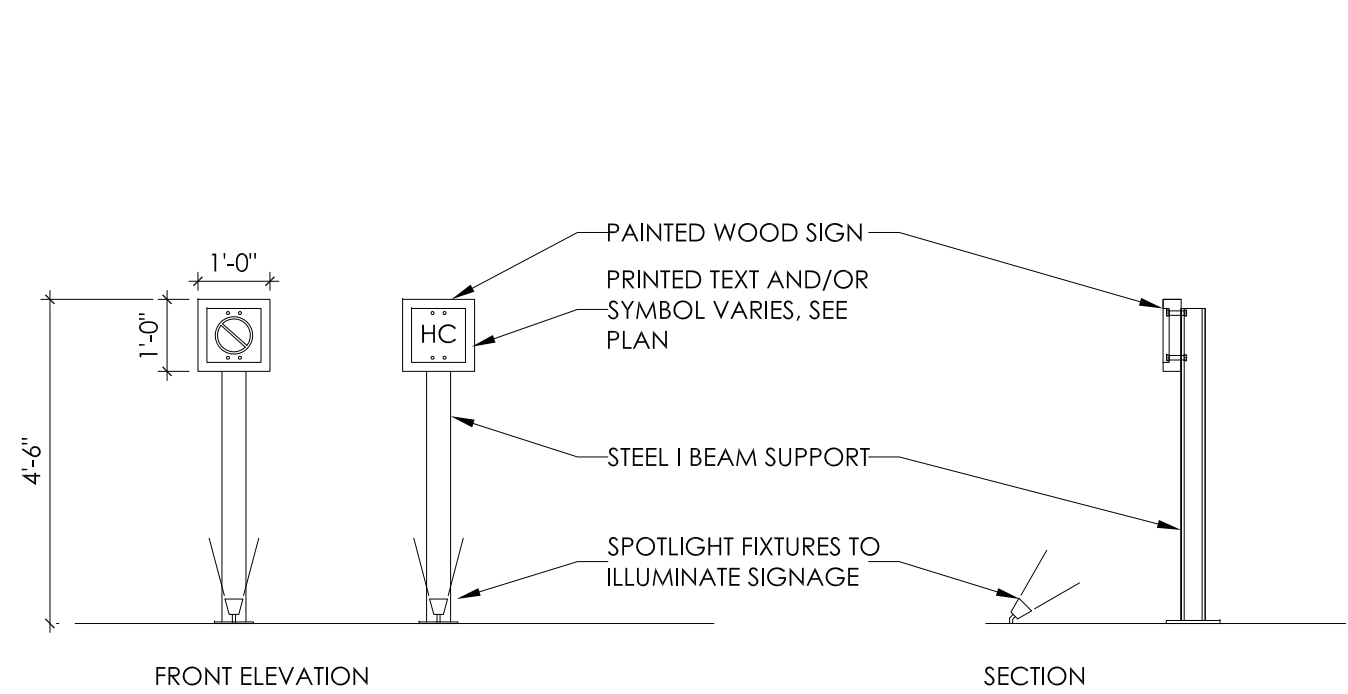 PAINTED WOOD SIGN
1'-0"
PRINTED TEXT AND/OR
SYMBOL VARIES, SEE
PLAN
1'-0"
HC
4'-6"
STEEL I BEAM SUPPORT
SPOTLIGHT FIXTURES TO
ILLUMINATE SIGNAGE
FRONT ELEVATION
SECTION